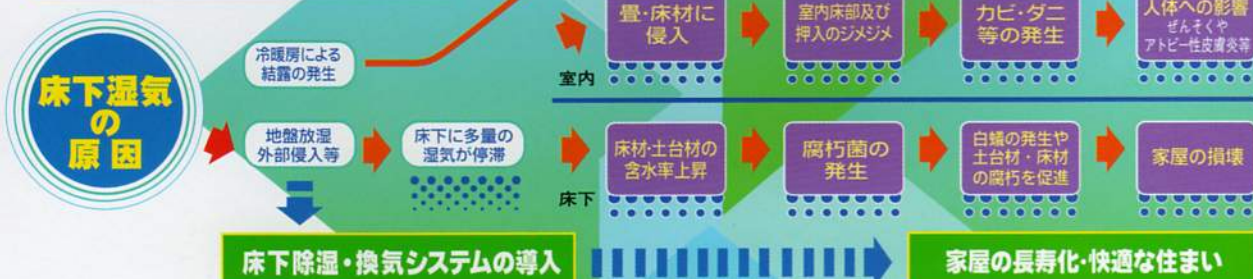 床下湿気
の
原因
冷暖房による
結露の発生
地盤放湿
外部侵入等
床下に多量の
湿気が停滞
室内
畳・床材に
侵入
室内床部及び
押入のジメジメ
カビ・ダニ
等の発生
人体への影響
ぜんそくや
アトピー性皮膚炎等
床下
床材・土台材の
含水率上昇
腐朽菌の
発生
白蟻の発生や
土台材・床材
の腐朽を促進
家屋の損壊
床下除湿・換気システムの導入
家屋の長寿化・快適な住まい